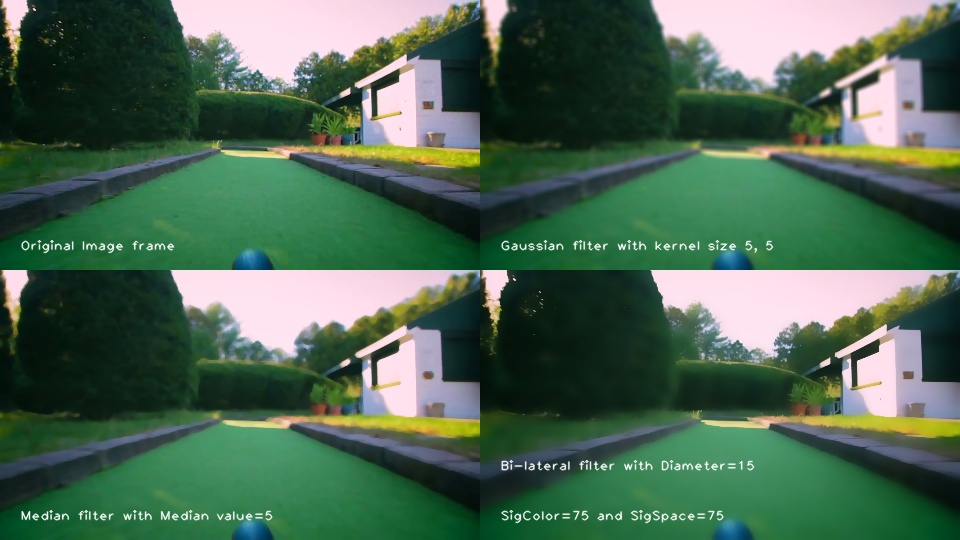 Original Image frame
Gaussian filter with kernel size 5, 5
Median filter with Median value=5
Bi-lateral filter with Diameter=15
SigColor=75 and SigSpace=75